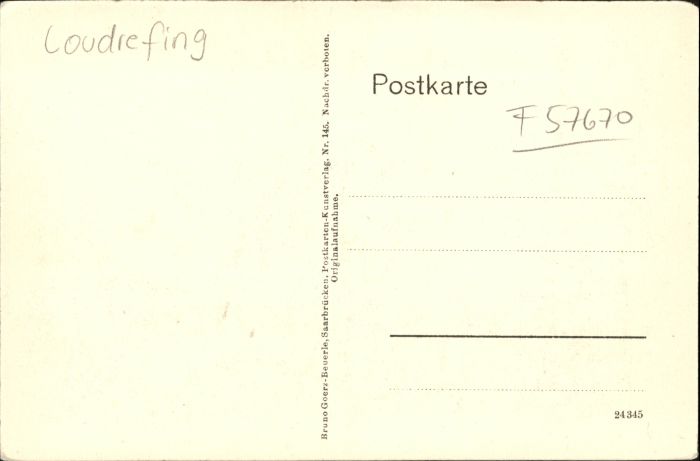 Loudrefing
Postkarte
F 57670
Bruno Goerz-Beuerle, Saarbrücken, Postkarten-Kunstverlag. Nr. 145. Nachdr. verboten.
Originalaufnahme.
24345